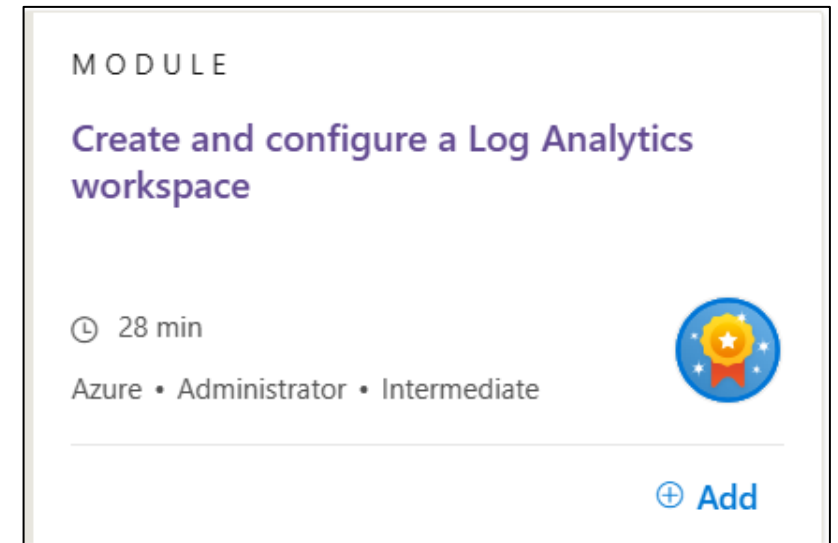 MODULE
Create and configure a Log Analytics
workspace
28 min
Azure • Administrator • Intermediate
Add